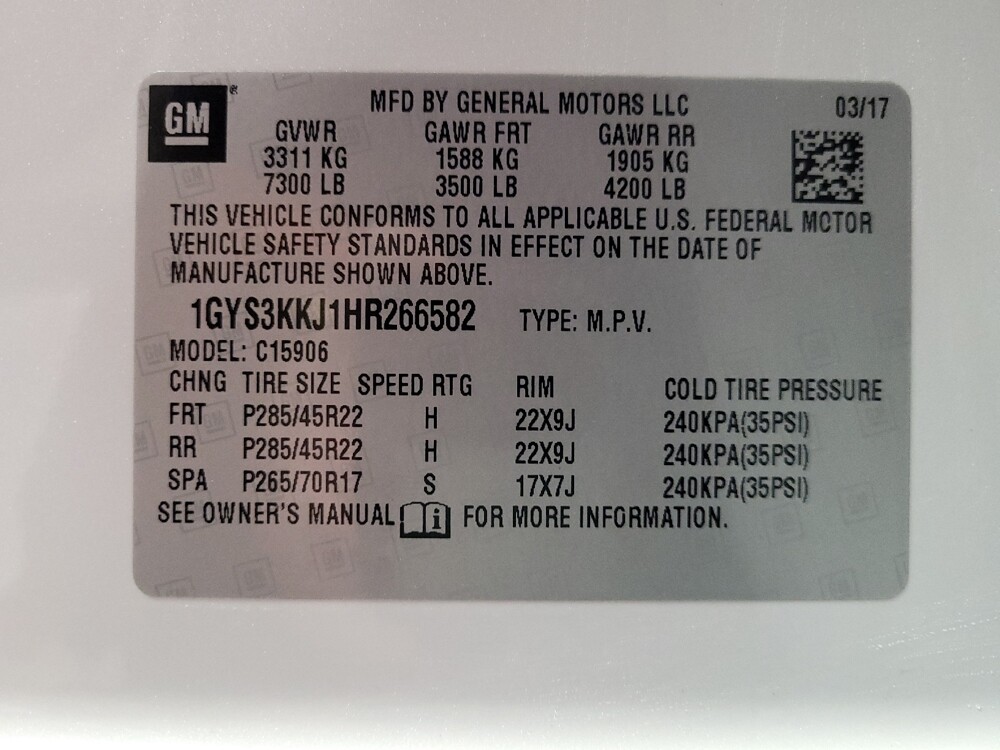 GM® MFD BY GENERAL MOTORS LLC 03/17
GVWR GAWR FRT GAWR RR
3311 KG 1588 KG 1905 KG
7300 LB 3500 LB 4200 LB
THIS VEHICLE CONFORMS TO ALL APPLICABLE U.S. FEDERAL MOTOR
VEHICLE SAFETY STANDARDS IN EFFECT ON THE DATE OF
MANUFACTURE SHOWN ABOVE.
1GYS3KKJ1HR266582 TYPE: M.P.V.
MODEL: C15906
CHNG TIRE SIZE SPEED RTG RIM COLD TIRE PRESSURE
FRT P285/45R22 H 22X9J 240KPA(35PSI)
RR P285/45R22 H 22X9J 240KPA(35PSI)
SPA P265/70R17 S 17X7J 240KPA(35PSI)
SEE OWNER'S MANUAL i FOR MORE INFORMATION.